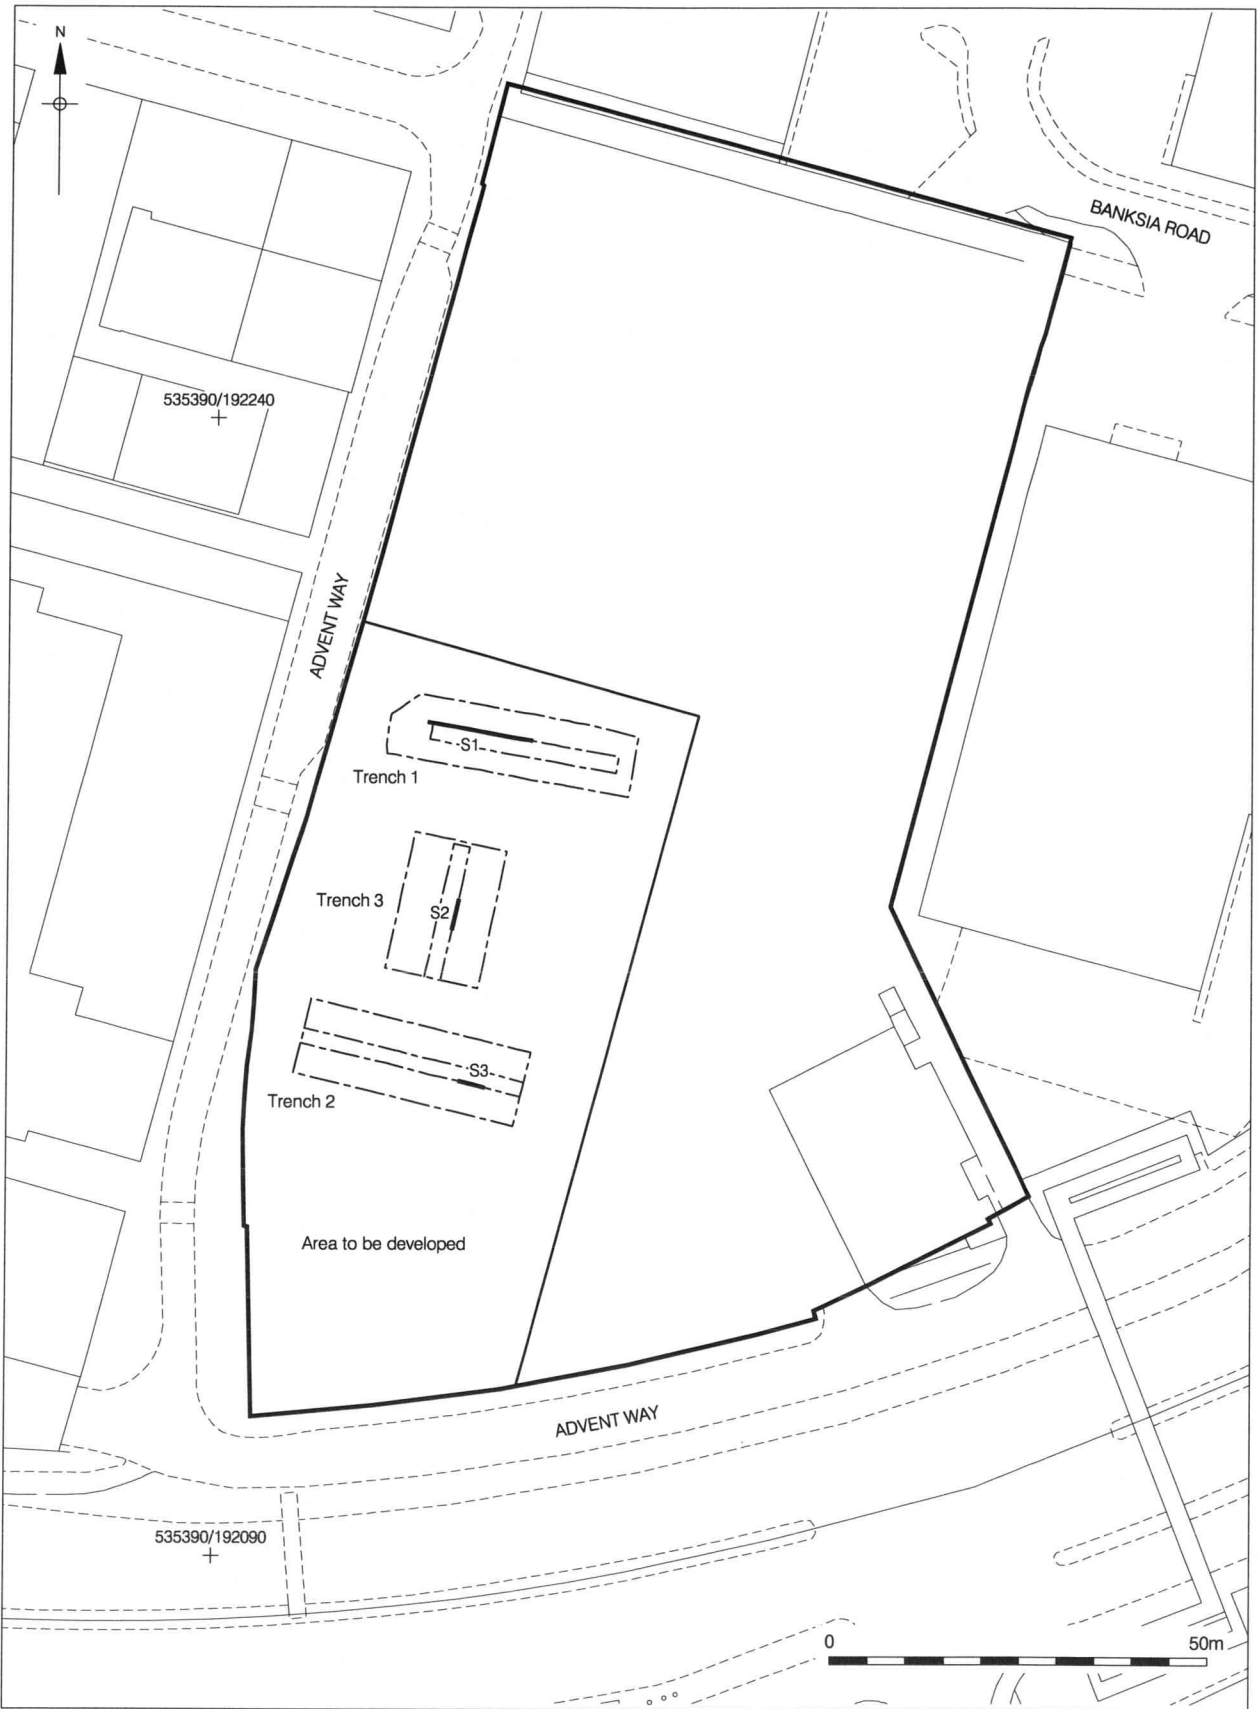 N
BANKSIA ROAD
535390/192240
ADVENT WAY
S1
Trench 1
Trench 3
S2
S3
Trench 2
Area to be developed
ADVENT WAY
535390/192090
0 50m